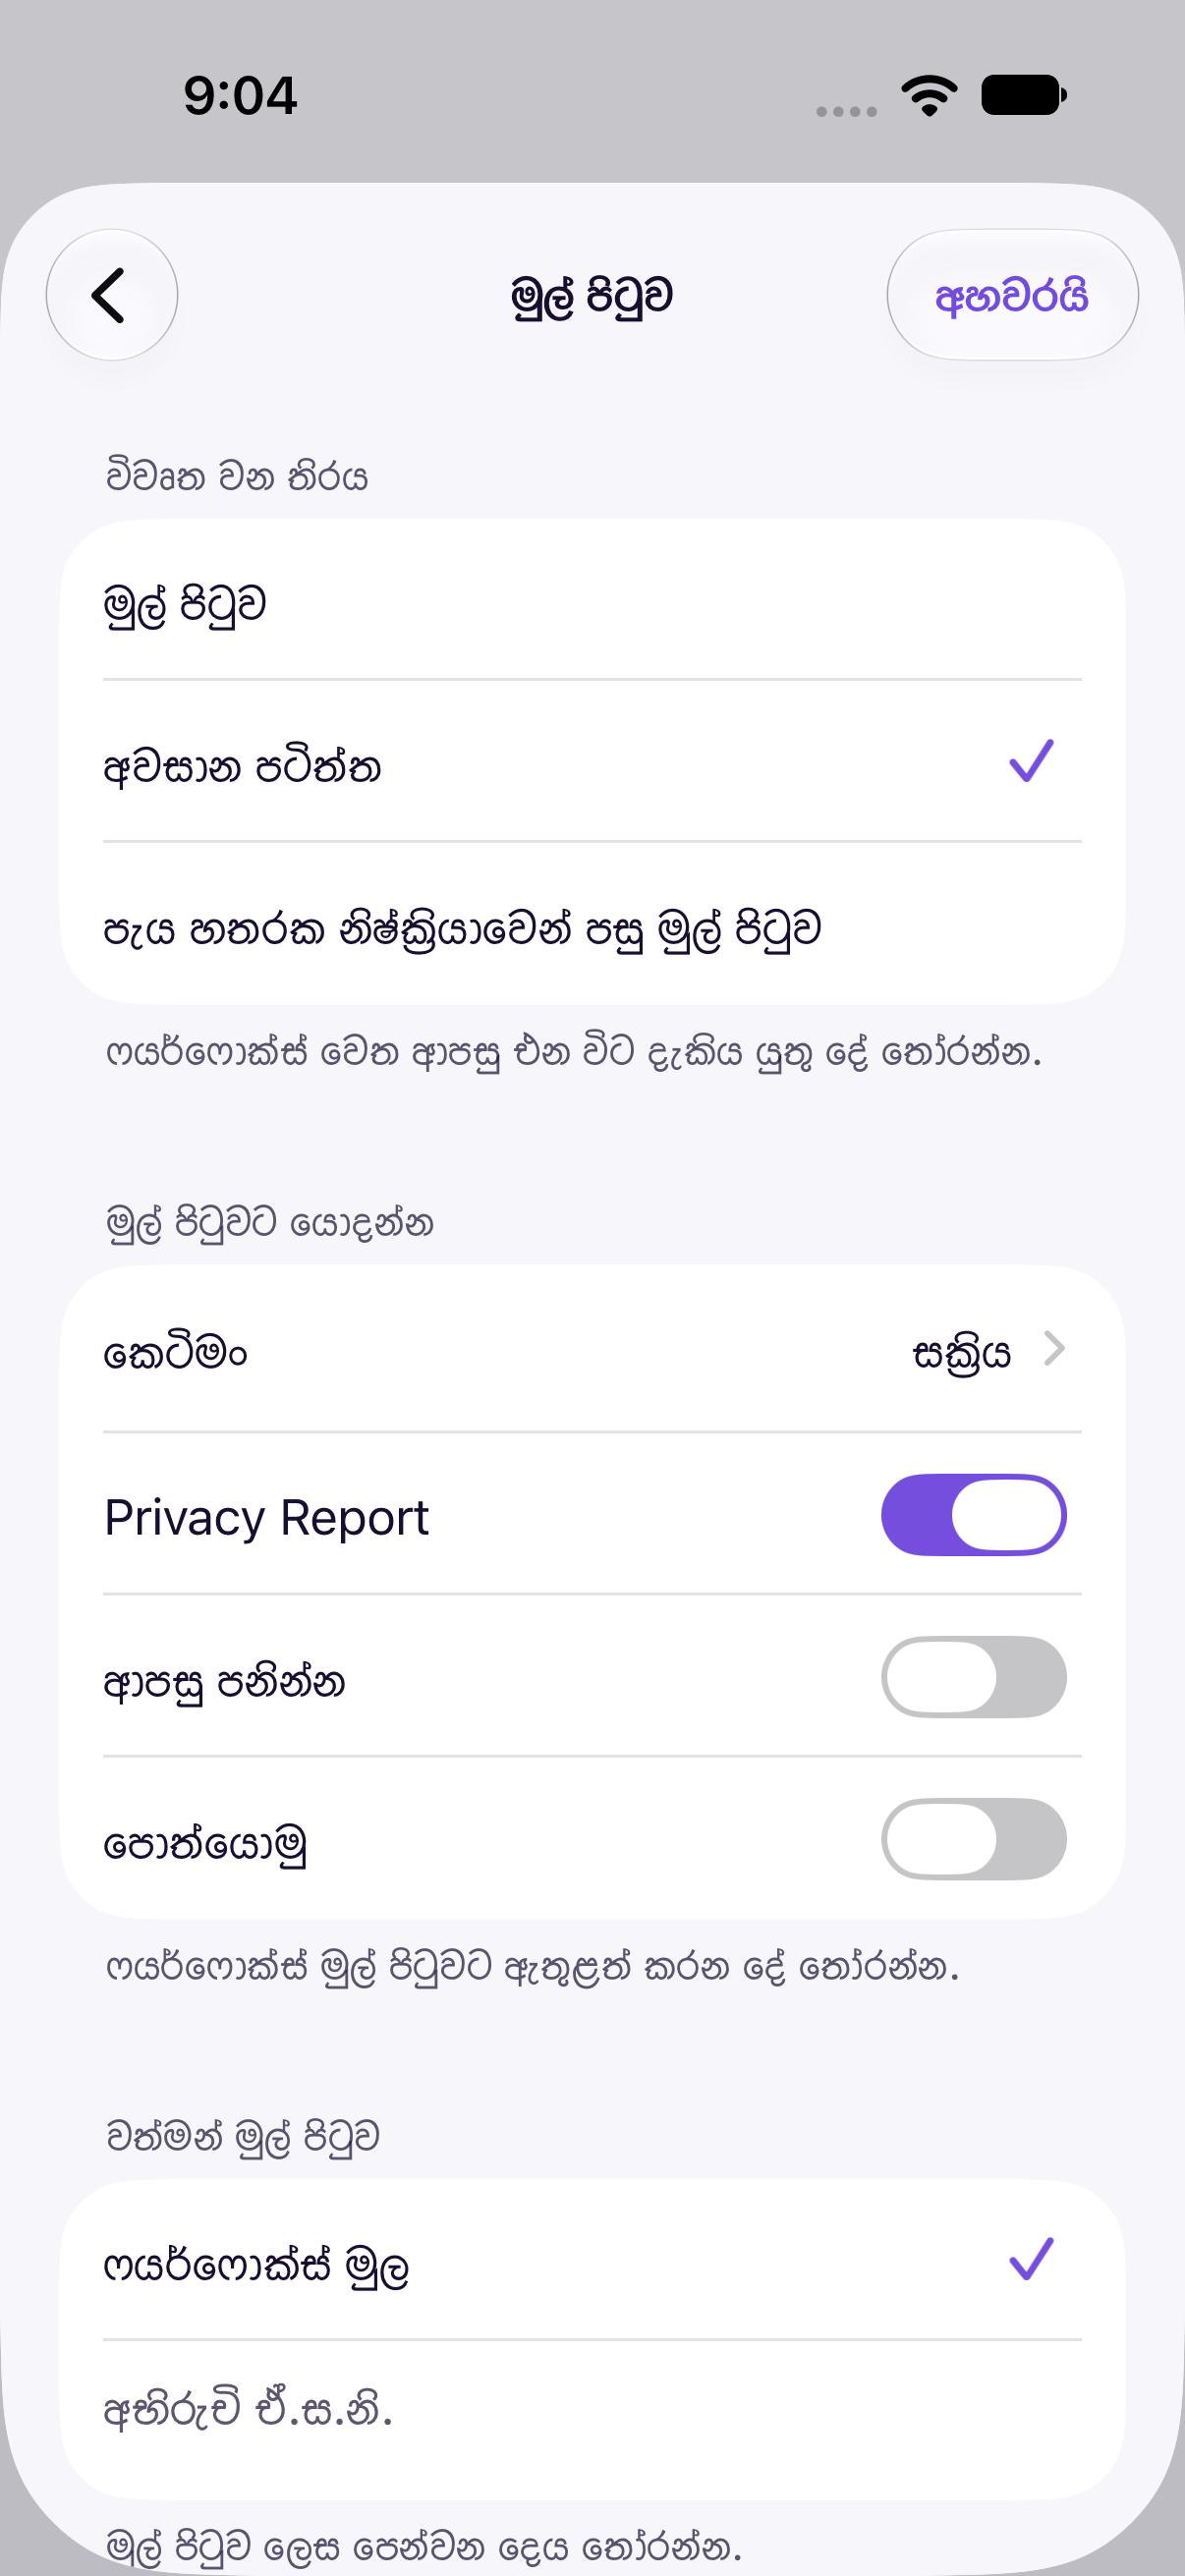 9:04
මුල් පිටුව
අහවරයි
විවෘත වන තිරය
මුල් පිටුව
අවසාන පටිත්ත
පැය හතරක නිෂ්ක්‍රියාවෙන් පසු මුල් පිටුව
ෆයර්ෆොක්ස් වෙත ආපසු එන විට දැකිය යුතු දේ තෝරන්න.
මුල් පිටුවට යොදන්න
කෙටිමං
සක්‍රිය
Privacy Report
ආපසු පනින්න
පොත්යොමු
ෆයර්ෆොක්ස් මුල් පිටුවට ඇතුළත් කරන දේ තෝරන්න.
වත්මන් මුල් පිටුව
ෆයර්ෆොක්ස් මුල
අභිරුචි ඒ.ස.නි.
මුල් පිටුව ලෙස පෙන්වන දෙය තෝරන්න.